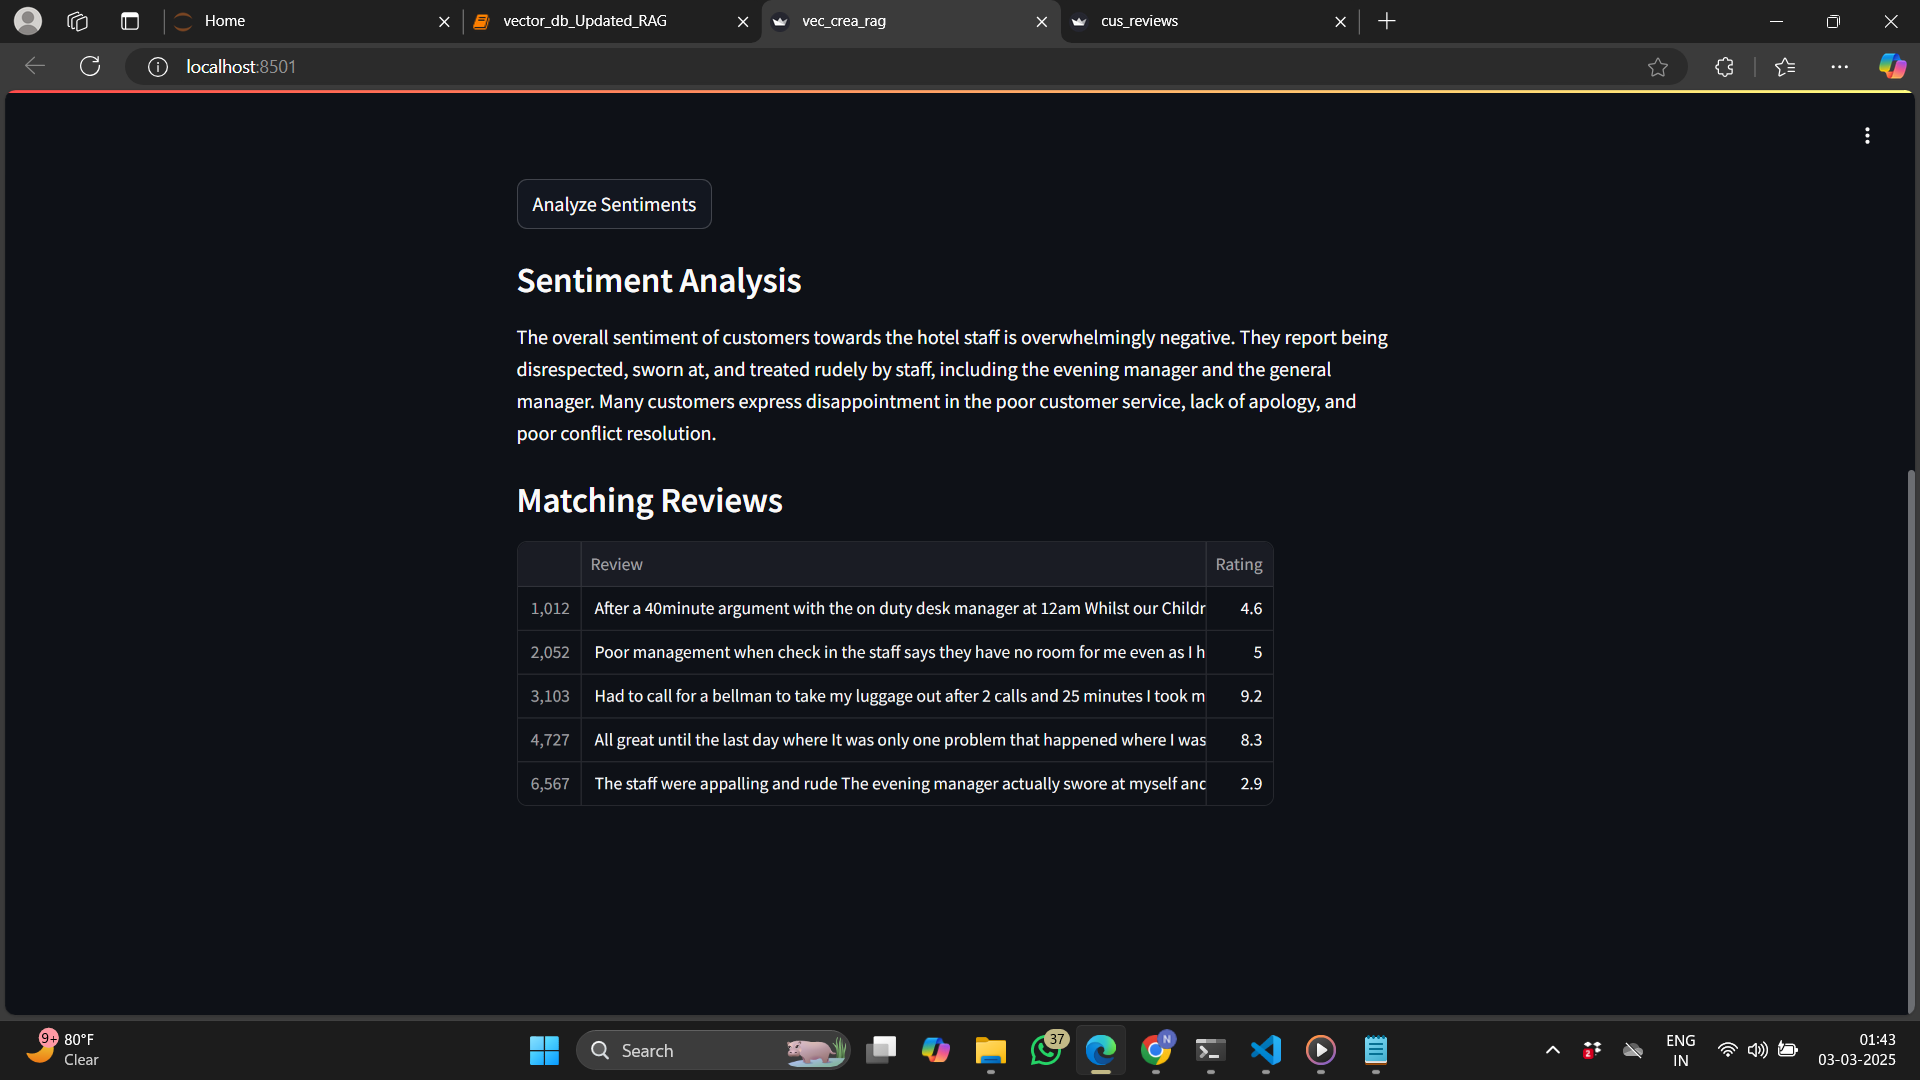 Home
vector_db_Updated_RAG
vec_crea_rag
cus_reviews
localhost:8501
Analyze Sentiments
Sentiment Analysis
The overall sentiment of customers towards the hotel staff is overwhelmingly negative. They report being
disrespected, sworn at, and treated rudely by staff, including the evening manager and the general
manager. Many customers express disappointment in the poor customer service, lack of apology, and
poor conflict resolution.
Matching Reviews
Review Rating
1,012 After a 40minute argument with the on duty desk manager at 12am Whilst our Childr 4.6
2,052 Poor management when check in the staff says they have no room for me even as I h 5
3,103 Had to call for a bellman to take my luggage out after 2 calls and 25 minutes I took m 9.2
4,727 All great until the last day where It was only one problem that happened where I was 8.3
6,567 The staff were appalling and rude The evening manager actually swore at myself and 2.9
9+
80°F
Clear
Search
37
N
2
ENG
IN
01:43
03-03-2025